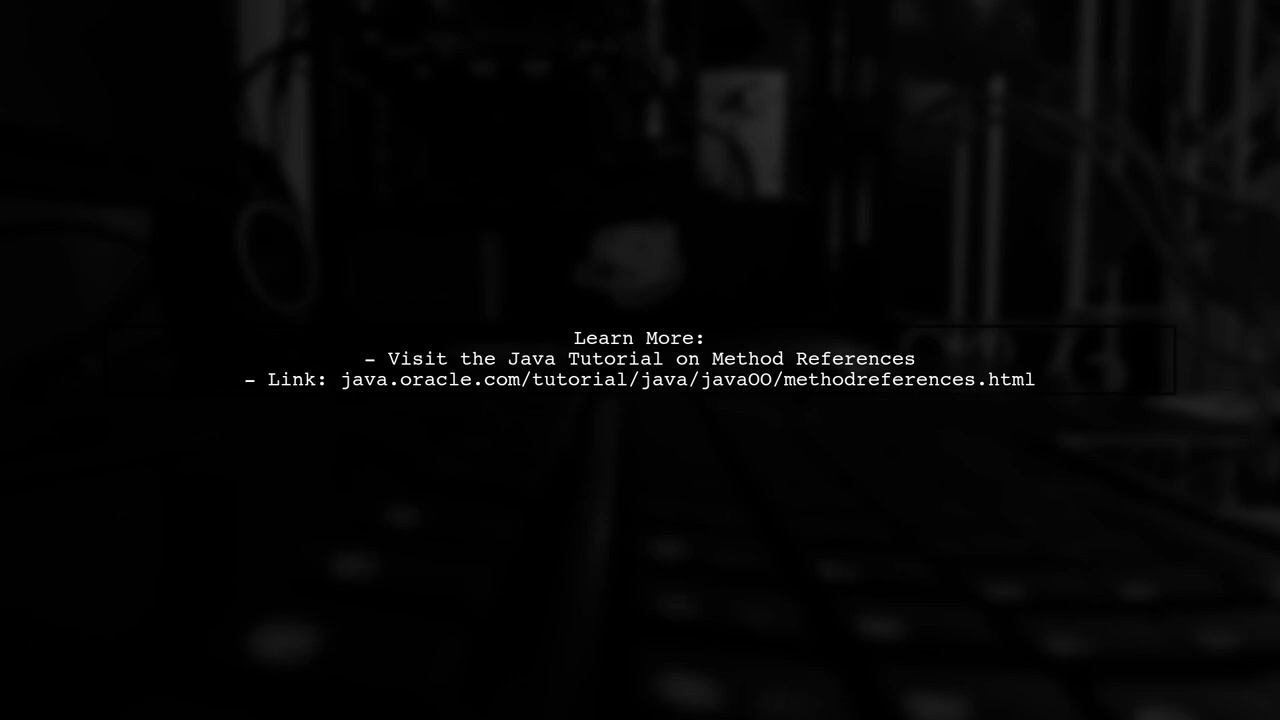 Learn More:
- Visit the Java Tutorial on Method References
- Link: java.oracle.com/tutorial/java/javaOO/methodreferences.html